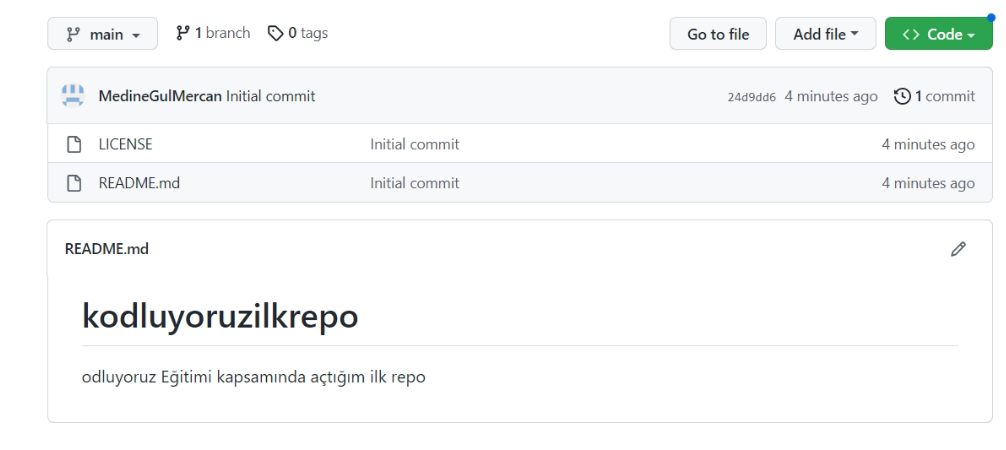 main 1 branch 0 tags Go to file Add file <> Code
MedineGulMercan Initial commit 24d9dd6 4 minutes ago 1 commit
LICENSE Initial commit 4 minutes ago
README.md Initial commit 4 minutes ago
README.md
kodluyoruzilkrepo
odluyoruz Eğitimi kapsamında açtığım ilk repo